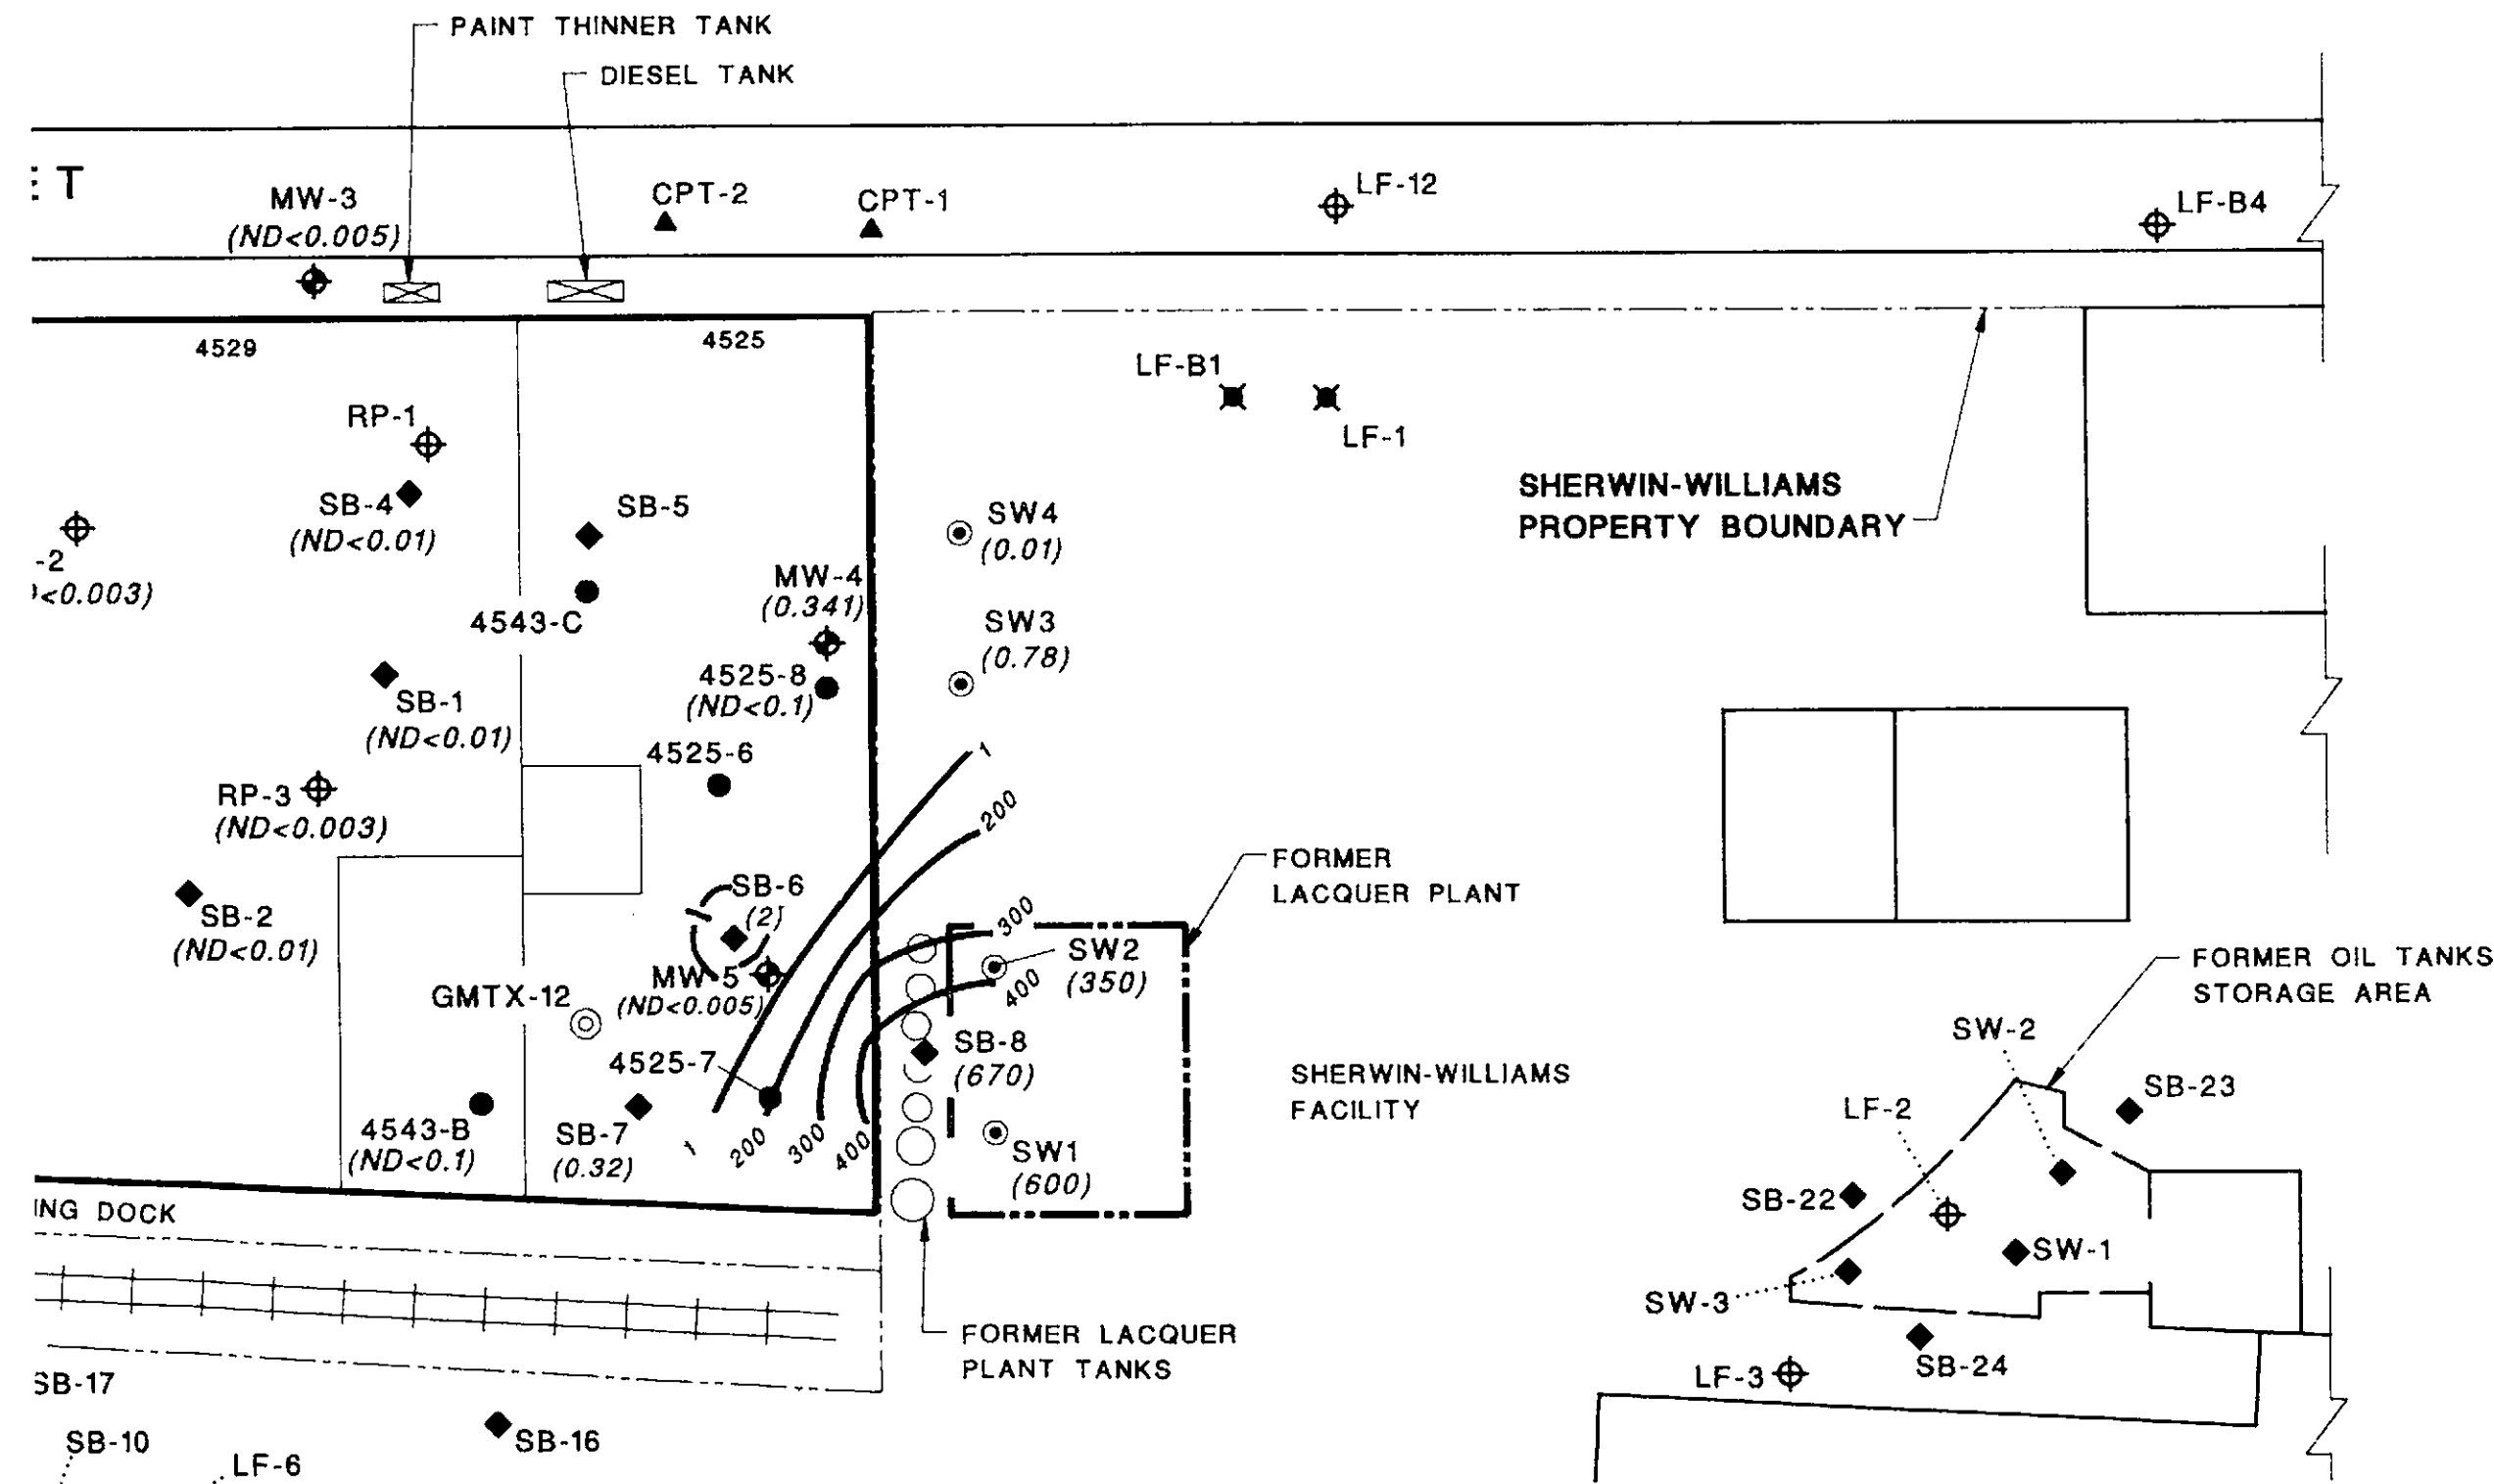 PAINT THINNER TANK
DIESEL TANK
T
MW-3
(ND<0.005)
CPT-2
CPT-1
LF-12
LF-B4
4529
4525
LF-B1
LF-1
RP-1
SB-4
(ND<0.01)
SB-5
SHERWIN-WILLIAMS
PROPERTY BOUNDARY
SW4
(0.01)
-2
<0.003)
4543-C
MW-4
(0.341)
SW3
(0.78)
SB-1
(ND<0.01)
4525-8
(ND<0.1)
4525-6
1
200
RP-3
(ND<0.003)
FORMER
LACQUER PLANT
SB-6
(2)
SB-2
(ND<0.01)
300
SW2
(350)
400
MW-5
(ND<0.005)
GMTX-12
FORMER OIL TANKS
STORAGE AREA
SW-2
SB-8
(670)
4525-7
SHERWIN-WILLIAMS
FACILITY
SB-23
LF-2
4543-B
(ND<0.1)
SB-7
(0.32)
1
200
300
400
SW1
(600)
SB-22
SW-1
SW-3
ING DOCK
FORMER LACQUER
PLANT TANKS
SB-24
LF-3
SB-17
SB-16
SB-10
LF-6